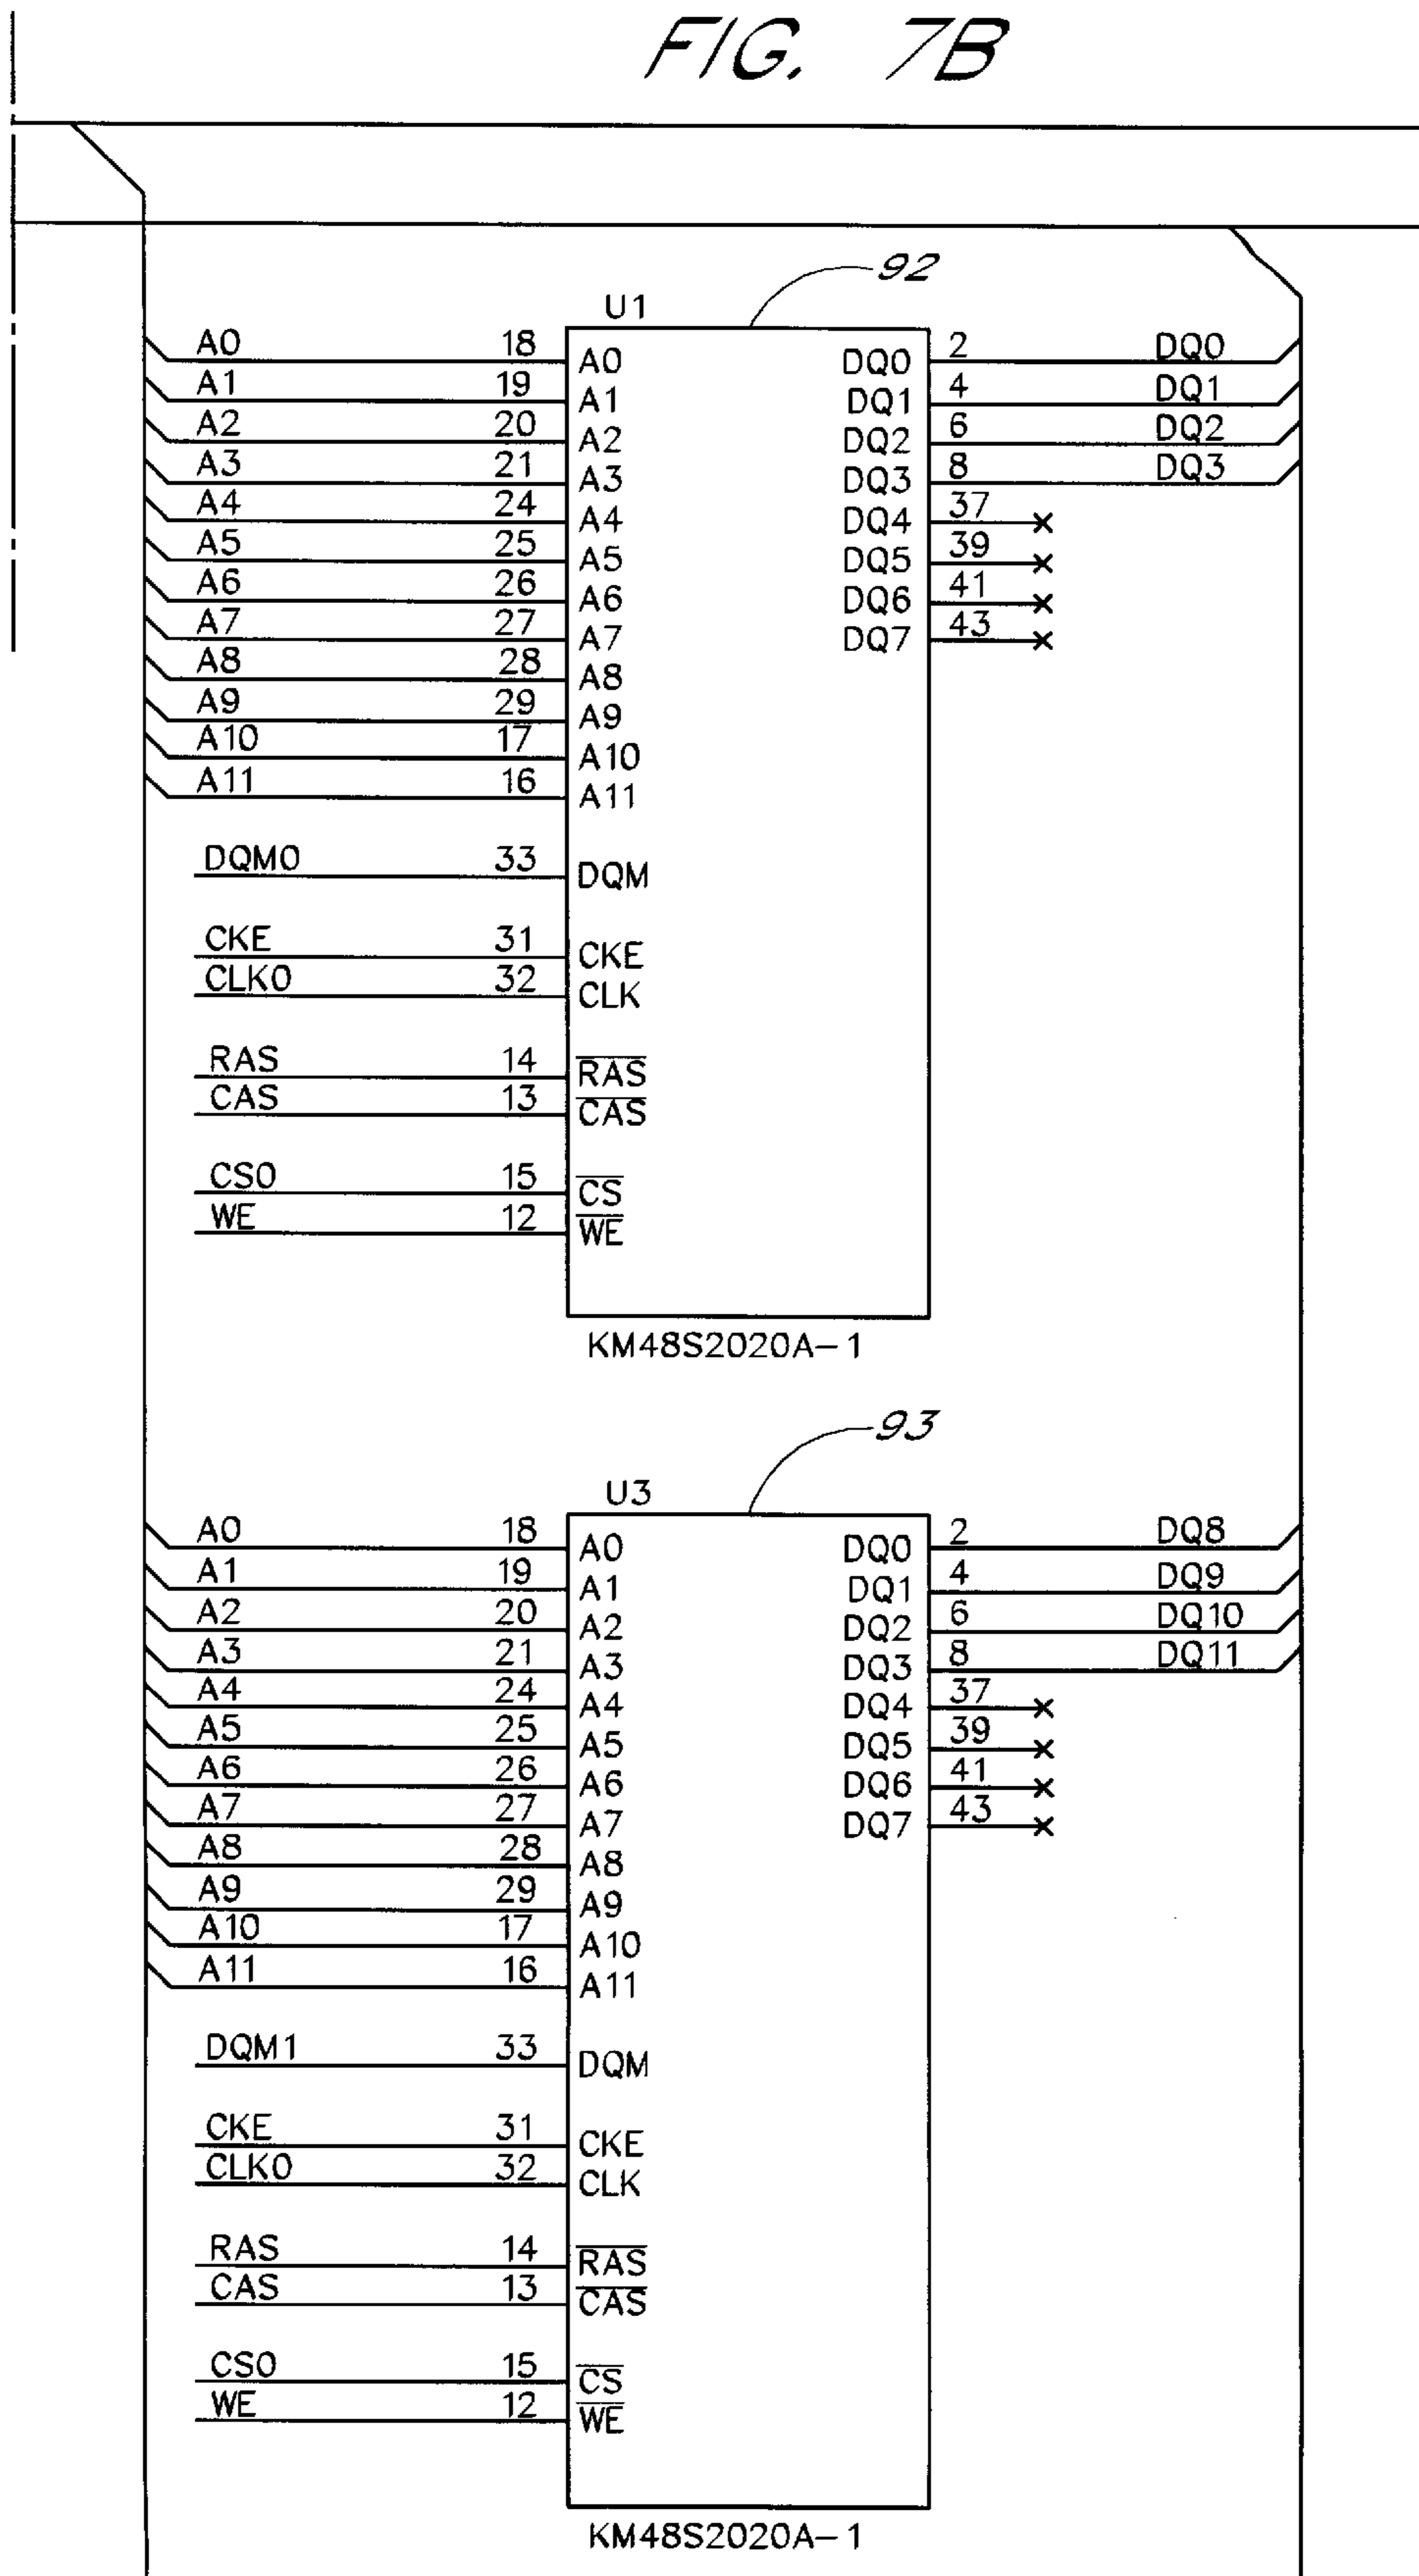 FIG. 7B
92
U1
A0 18 A0 DQ0 2 DQ0
A1 19 A1 DQ1 4 DQ1
A2 20 A2 DQ2 6 DQ2
A3 21 A3 DQ3 8 DQ3
A4 24 A4 DQ4 37
A5 25 A5 DQ5 39
A6 26 A6 DQ6 41
A7 27 A7 DQ7 43
A8 28 A8
A9 29 A9
A10 17 A10
A11 16 A11
DQM0 33 DQM
CKE 31 CKE
CLK0 32 CLK
RAS 14 RAS
CAS 13 CAS
CS0 15 CS
WE 12 WE
KM48S2020A-1
93
U3
A0 18 A0 DQ0 2 DQ8
A1 19 A1 DQ1 4 DQ9
A2 20 A2 DQ2 6 DQ10
A3 21 A3 DQ3 8 DQ11
A4 24 A4 DQ4 37
A5 25 A5 DQ5 39
A6 26 A6 DQ6 41
A7 27 A7 DQ7 43
A8 28 A8
A9 29 A9
A10 17 A10
A11 16 A11
DQM1 33 DQM
CKE 31 CKE
CLK0 32 CLK
RAS 14 RAS
CAS 13 CAS
CS0 15 CS
WE 12 WE
KM48S2020A-1